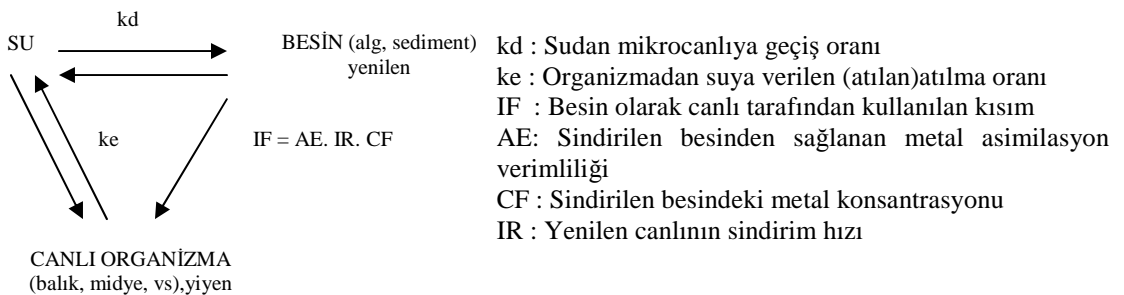 kd
SU
BESİN (alg, sediment)
yenilen
ke
IF = AE. IR. CF
CANLI ORGANİZMA
(balık, midye, vs),yiyen
kd : Sudan mikrocanlıya geçiş oranı
ke : Organizmadan suya verilen (atılan)atılma oranı
IF : Besin olarak canlı tarafından kullanılan kısım
AE: Sindirilen besinden sağlanan metal asimilasyon
verimliliği
CF : Sindirilen besindeki metal konsantrasyonu
IR : Yenilen canlının sindirim hızı